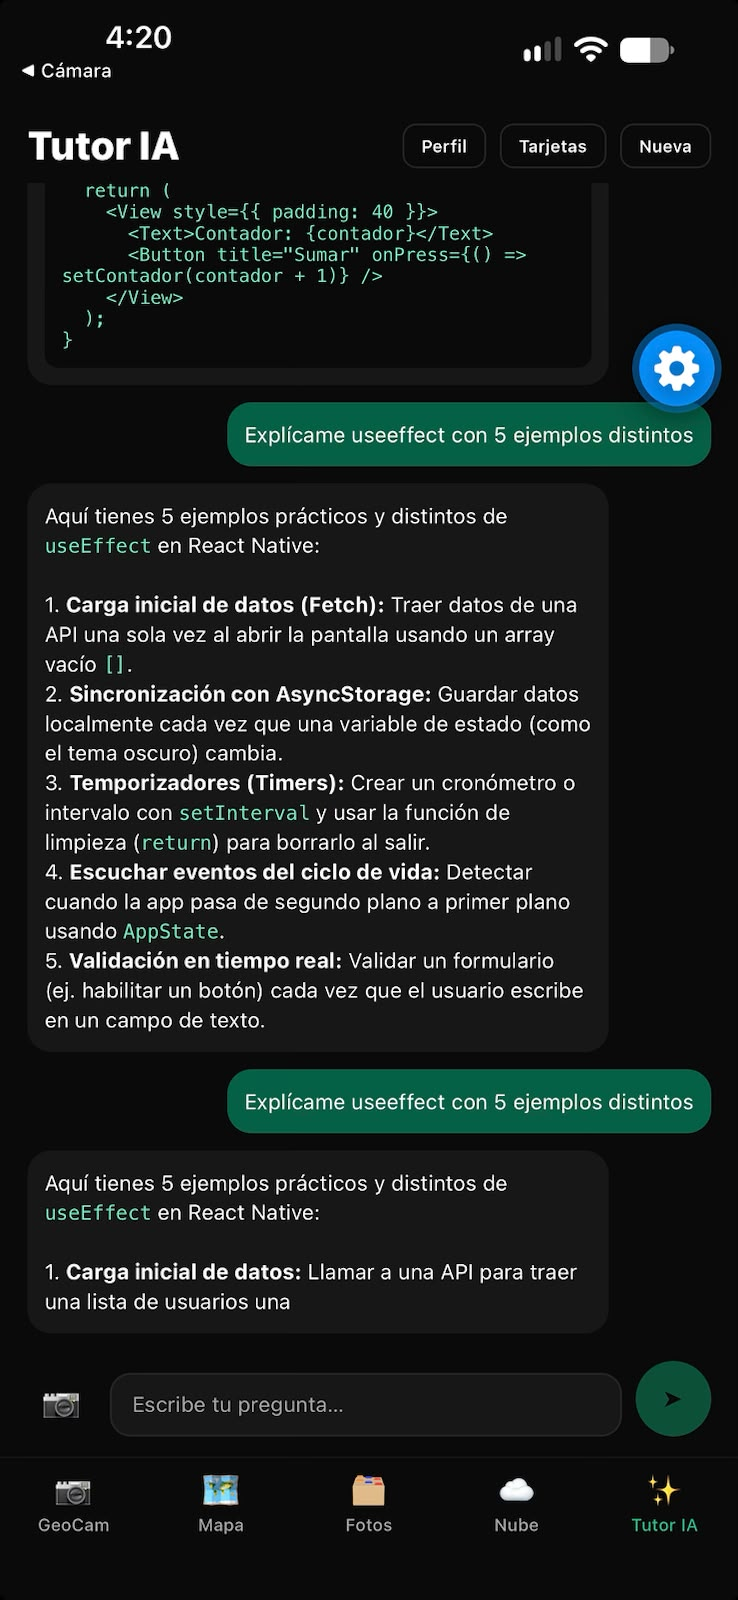 4:20
◀ Cámara
Tutor IA
Perfil
Tarjetas
Nueva
return (
<View style={{ padding: 40 }}>
<Text>Contador: {contador}</Text>
<Button title="Sumar" onPress={() =>
setContador(contador + 1)} />
</View>
);
}
Explícame useeffect con 5 ejemplos distintos
Aquí tienes 5 ejemplos prácticos y distintos de
useEffect en React Native:
1. Carga inicial de datos (Fetch): Traer datos de una
API una sola vez al abrir la pantalla usando un array
vacío [].
2. Sincronización con AsyncStorage: Guardar datos
localmente cada vez que una variable de estado (como
el tema oscuro) cambia.
3. Temporizadores (Timers): Crear un cronómetro o
intervalo con setInterval y usar la función de
limpieza (return) para borrarlo al salir.
4. Escuchar eventos del ciclo de vida: Detectar
cuando la app pasa de segundo plano a primer plano
usando AppState.
5. Validación en tiempo real: Validar un formulario
(ej. habilitar un botón) cada vez que el usuario escribe
en un campo de texto.
Explícame useeffect con 5 ejemplos distintos
Aquí tienes 5 ejemplos prácticos y distintos de
useEffect en React Native:
1. Carga inicial de datos: Llamar a una API para traer
una lista de usuarios una
Escribe tu pregunta...
GeoCam
Mapa
Fotos
Nube
Tutor IA